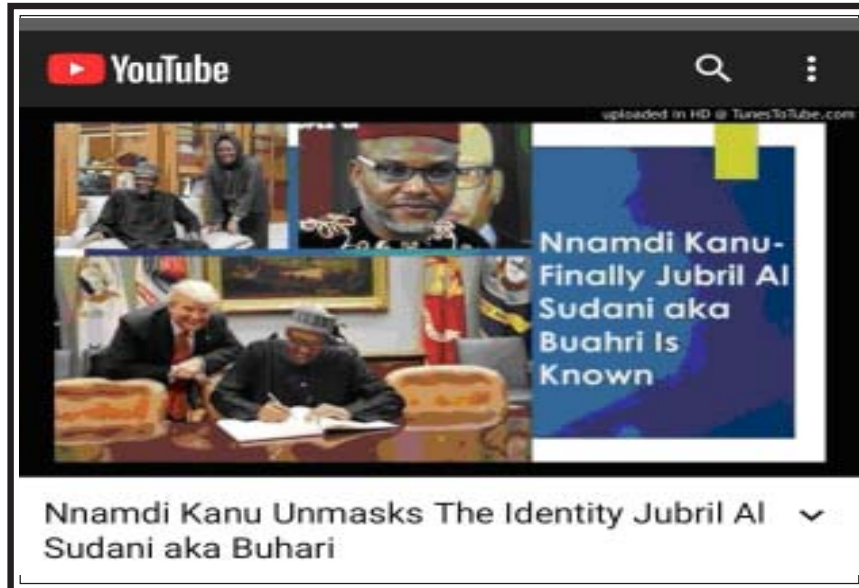 YouTube
uploaded in HD @ TunesToTube.com
Nnamdi Kanu-
Finally Jubril Al
Sudani aka
Buahri Is
Known
Nnamdi Kanu Unmasks The Identity Jubril Al
Sudani aka Buhari